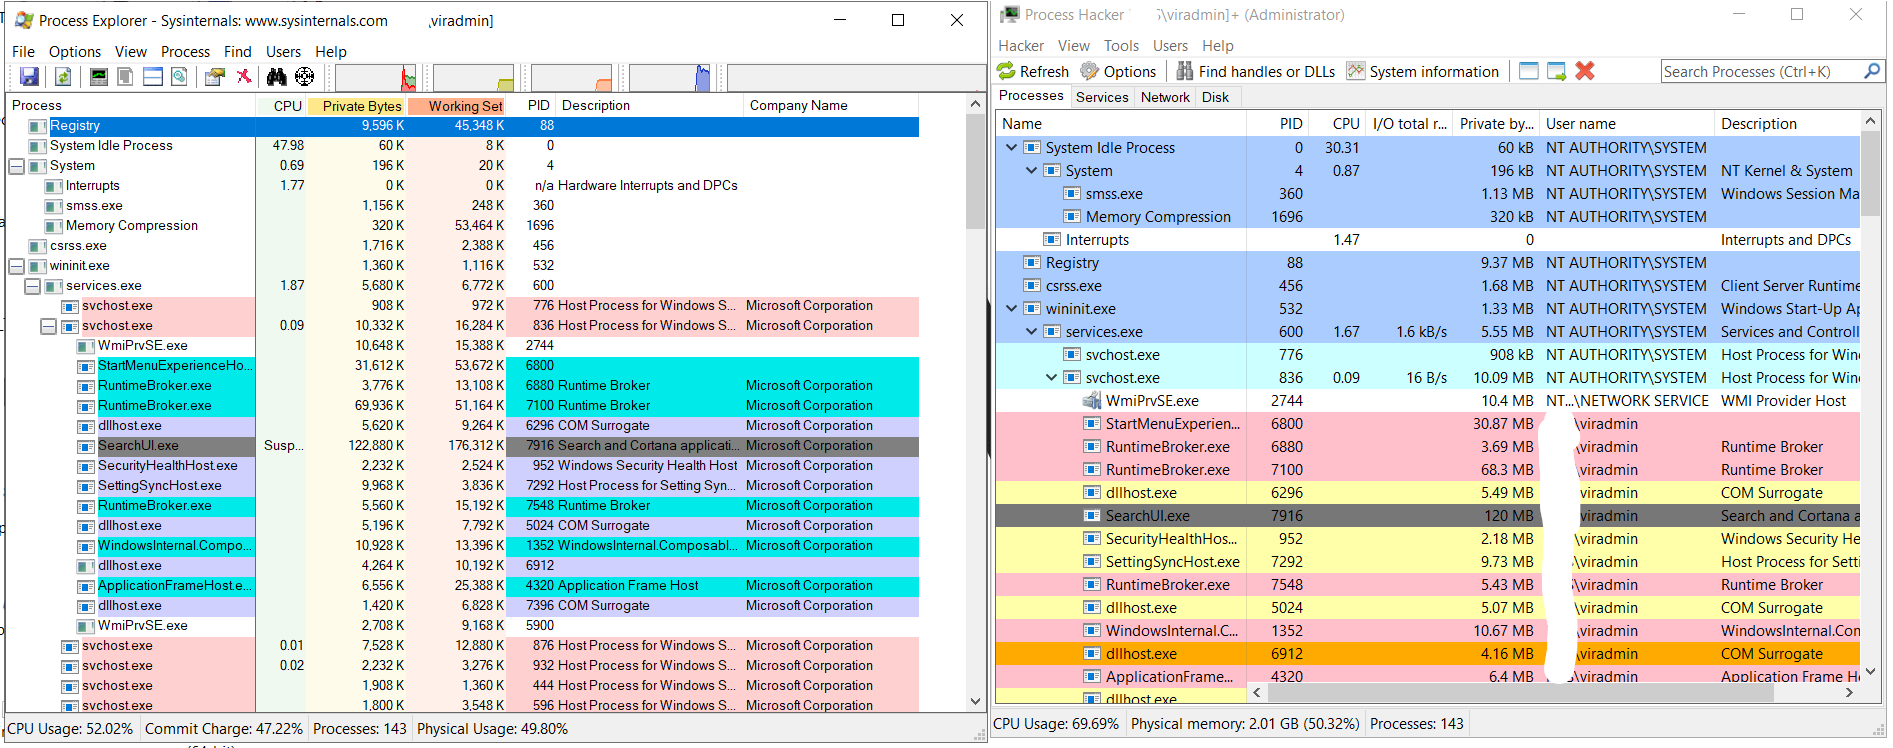 Process Explorer - Sysinternals: www.sysinternals.com \viradmin]
File Options View Process Find Users Help
Process CPU Private Bytes Working Set PID Description Company Name
Registry 9,596 K 45,348 K 88
System Idle Process 47.98 60 K 8 K 0
System 0.69 196 K 20 K 4
Interrupts 1.77 0 K 0 K n/a Hardware Interrupts and DPCs
smss.exe 1,156 K 248 K 360
Memory Compression 320 K 53,464 K 1696
csrss.exe 1,716 K 2,388 K 456
wininit.exe 1,360 K 1,116 K 532
services.exe 1.87 5,680 K 6,772 K 600
svchost.exe 908 K 972 K 776 Host Process for Windows S... Microsoft Corporation
svchost.exe 0.09 10,332 K 16,284 K 836 Host Process for Windows S... Microsoft Corporation
WmiPrvSE.exe 10,648 K 15,388 K 2744
StartMenuExperienceHo... 31,612 K 53,672 K 6800
RuntimeBroker.exe 3,776 K 13,108 K 6880 Runtime Broker Microsoft Corporation
RuntimeBroker.exe 69,936 K 51,164 K 7100 Runtime Broker Microsoft Corporation
dllhost.exe 5,620 K 9,264 K 6296 COM Surrogate Microsoft Corporation
SearchUI.exe Susp... 122,880 K 176,312 K 7916 Search and Cortana applicati... Microsoft Corporation
SecurityHealthHost.exe 2,232 K 2,524 K 952 Windows Security Health Host Microsoft Corporation
SettingSyncHost.exe 9,968 K 3,836 K 7292 Host Process for Setting Syn... Microsoft Corporation
RuntimeBroker.exe 5,560 K 15,192 K 7548 Runtime Broker Microsoft Corporation
dllhost.exe 5,196 K 7,792 K 5024 COM Surrogate Microsoft Corporation
WindowsInternal.Compo... 10,928 K 13,396 K 1352 WindowsInternal.Composabl... Microsoft Corporation
dllhost.exe 4,264 K 10,192 K 6912
ApplicationFrameHost.e... 6,556 K 25,388 K 4320 Application Frame Host Microsoft Corporation
dllhost.exe 1,420 K 6,828 K 7396 COM Surrogate Microsoft Corporation
WmiPrvSE.exe 2,708 K 9,168 K 5900
svchost.exe 0.01 7,528 K 12,880 K 876 Host Process for Windows S... Microsoft Corporation
svchost.exe 0.02 2,232 K 3,276 K 932 Host Process for Windows S... Microsoft Corporation
svchost.exe 1,908 K 1,360 K 444 Host Process for Windows S... Microsoft Corporation
svchost.exe 1,800 K 3,548 K 596 Host Process for Windows S... Microsoft Corporation
CPU Usage: 52.02% Commit Charge: 47.22% Processes: 143 Physical Usage: 49.80%
Process Hacker \viradmin]+ (Administrator)
Hacker View Tools Users Help
Refresh Options Find handles or DLLs System information Search Processes (Ctrl+K)
Processes Services Network Disk
Name PID CPU I/O total r... Private by... User name Description
System Idle Process 0 30.31 60 kB NT AUTHORITY\SYSTEM
System 4 0.87 196 kB NT AUTHORITY\SYSTEM NT Kernel & System
smss.exe 360 1.13 MB NT AUTHORITY\SYSTEM Windows Session Ma
Memory Compression 1696 320 kB NT AUTHORITY\SYSTEM
Interrupts 1.47 0 Interrupts and DPCs
Registry 88 9.37 MB NT AUTHORITY\SYSTEM
csrss.exe 456 1.68 MB NT AUTHORITY\SYSTEM Client Server Runtime
wininit.exe 532 1.33 MB NT AUTHORITY\SYSTEM Windows Start-Up Ap
services.exe 600 1.67 1.6 kB/s 5.55 MB NT AUTHORITY\SYSTEM Services and Controll
svchost.exe 776 908 kB NT AUTHORITY\SYSTEM Host Process for Win
svchost.exe 836 0.09 16 B/s 10.09 MB NT AUTHORITY\SYSTEM Host Process for Win
WmiPrvSE.exe 2744 10.4 MB NT...\NETWORK SERVICE WMI Provider Host
StartMenuExperien... 6800 30.87 MB \viradmin
RuntimeBroker.exe 6880 3.69 MB \viradmin Runtime Broker
RuntimeBroker.exe 7100 68.3 MB \viradmin Runtime Broker
dllhost.exe 6296 5.49 MB \viradmin COM Surrogate
SearchUI.exe 7916 120 MB \viradmin Search and Cortana a
SecurityHealthHos... 952 2.18 MB \viradmin Windows Security He
SettingSyncHost.exe 7292 9.73 MB \viradmin Host Process for Setti
RuntimeBroker.exe 7548 5.43 MB \viradmin Runtime Broker
dllhost.exe 5024 5.07 MB \viradmin COM Surrogate
WindowsInternal.C... 1352 10.67 MB \viradmin WindowsInternal.Con
dllhost.exe 6912 4.16 MB \viradmin COM Surrogate
ApplicationFrame... 4320 6.4 MB \viradmin Application Frame H
dllhost.exe
CPU Usage: 69.69% Physical memory: 2.01 GB (50.32%) Processes: 143